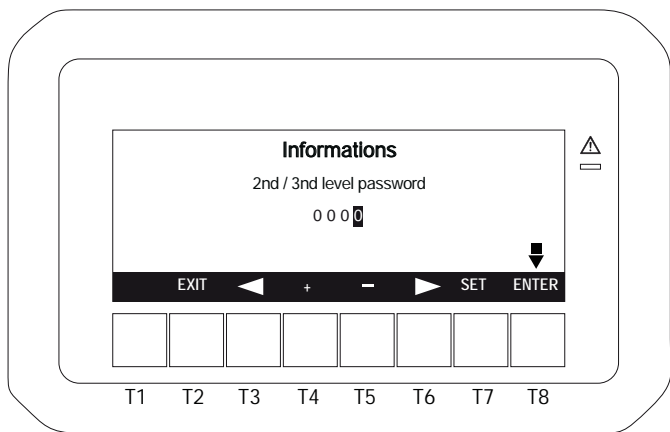 Informations
2nd / 3nd level password
0 0 0 0
EXIT + – SET ENTER
T1 T2 T3 T4 T5 T6 T7 T8